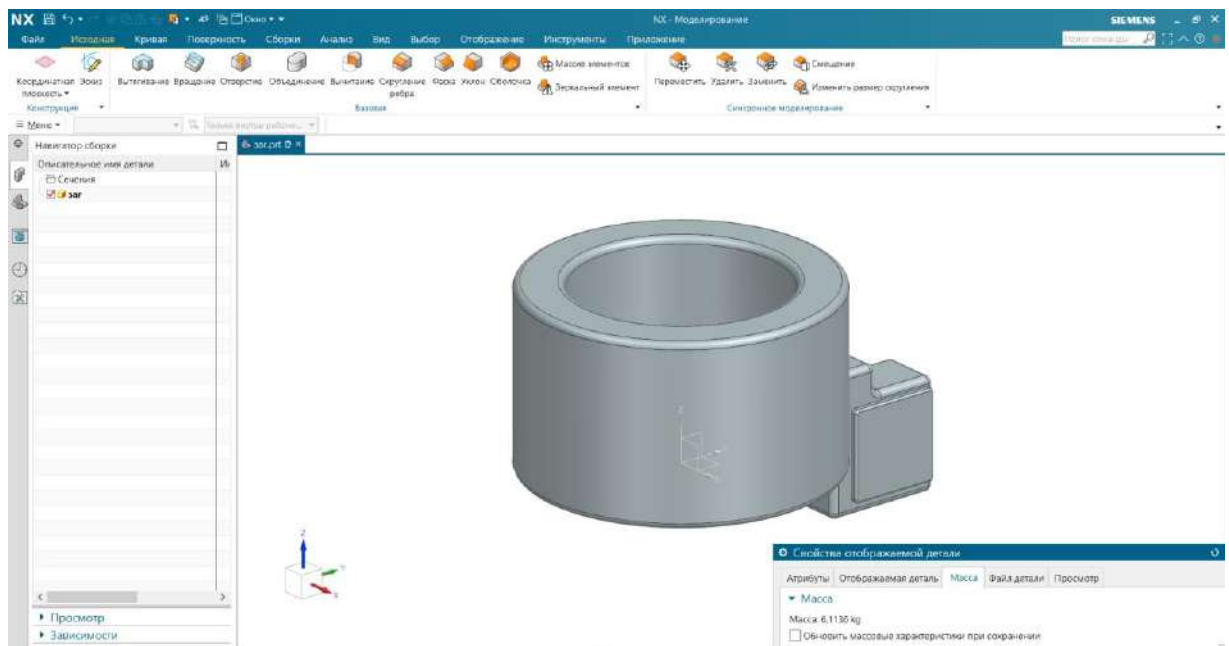 NX Окно
NX - Моделирование
SIEMENS
Файл Исходная Кривая Поверхность Сборки Анализ Вид Выбор Отображение Инструменты Приложение
Координатная плоскость Эскиз Вытягивание Вращение Отверстие Объединение Вычитание Скругление ребра Фаска Уклон Оболочка
Массив элементов
Зеркальный элемент
Переместить Удалить Заменить
Смещение
Изменить размер скругления
Конструкция Базовая Синхронное моделирование
Меню
Навигатор сборки
заг.prt
Описательное имя детали
Сечения
заг
Z
X
Просмотр
Зависимости
Свойства отображаемой детали
Атрибуты Отображаемая деталь Масса Файл детали Просмотр
Масса
Масса: 6,1136 kg
Обновить массовые характеристики при сохранении